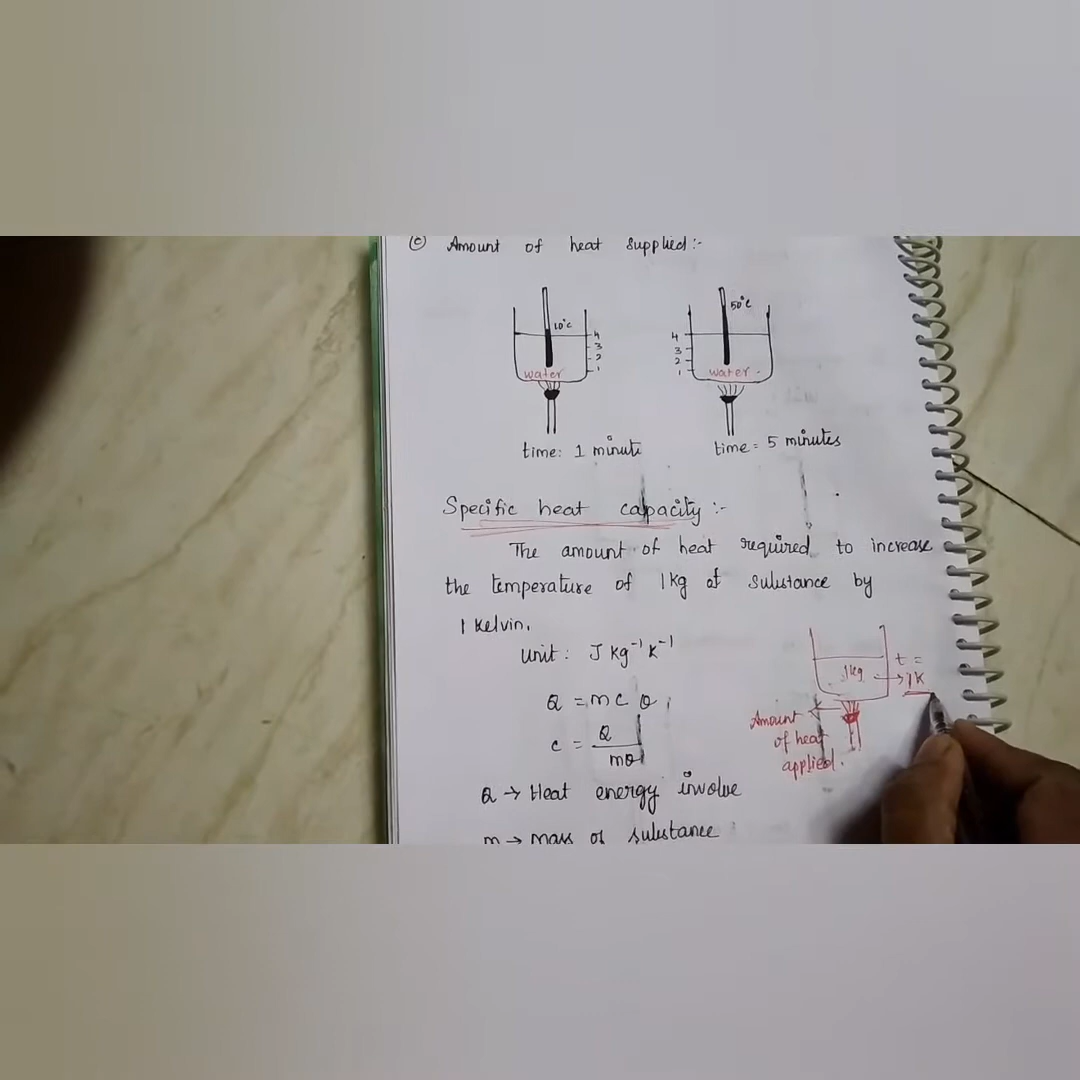 © Amount of heat supplied :-
10°C
4
3
2
1
water
time: 1 minute
50°C
4
3
2
1
water
time = 5 minutes
Specific heat capacity :-
The amount of heat required to increase
the temperature of 1kg of substance by
1 Kelvin.
Unit : J kg⁻¹ K⁻¹
Q = m c θ
c = Q / mθ
1kg
t =
1K
Amount
of heat
applied.
Q → Heat energy involve
m → mass of substance